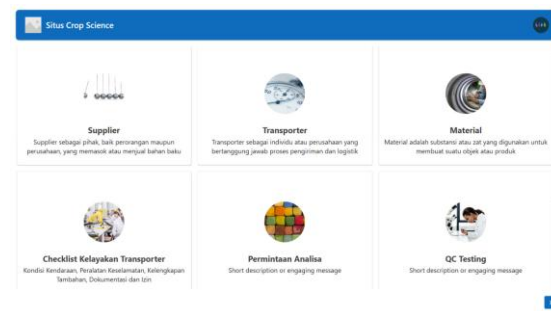 Situs Crop Science
LIVE
Supplier
Supplier sebagai pihak, baik perorangan maupun
perusahaan, yang memasok atau menjual bahan baku
Transporter
Transporter sebagai individu atau perusahaan yang
bertanggung jawab proses pengiriman dan logistik
Material
Material adalah substansi atau zat yang digunakan untuk
membuat suatu objek atau produk
Checklist Kelayakan Transporter
Kondisi Kendaraan, Peralatan Keselamatan, Kelengkapan
Tambahan, Dokumentasi dan Izin
Permintaan Analisa
Short description or engaging message
QC Testing
Short description or engaging message